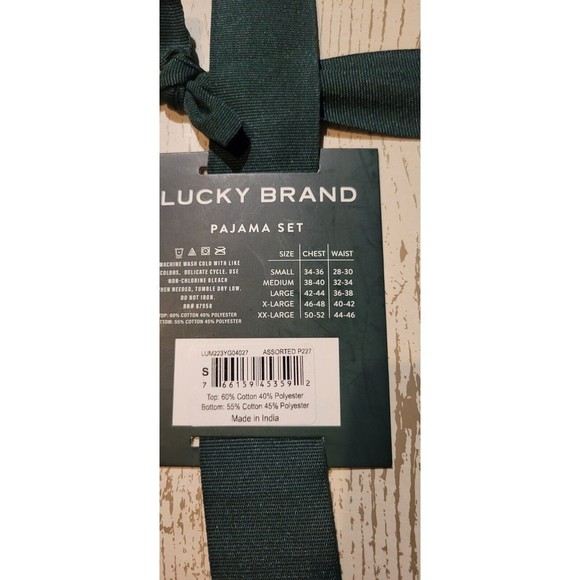 LUCKY BRAND
PAJAMA SET
MACHINE WASH COLD WITH LIKE
COLORS, DELICATE CYCLE. USE
NON-CHLORINE BLEACH
WHEN NEEDED, TUMBLE DRY LOW.
DO NOT IRON.
RN# 67958
TOP: 60% COTTON 40% POLYESTER
BOTTOM: 55% COTTON 45% POLYESTER
SIZE CHEST WAIST
SMALL 34-36 28-30
MEDIUM 38-40 32-34
LARGE 42-44 36-38
X-LARGE 46-48 40-42
XX-LARGE 50-52 44-46
LUM223YG04027 ASSORTED P227
S
7 66159 45359 2
Top: 60% Cotton 40% Polyester
Bottom: 55% Cotton 45% Polyester
Made in India